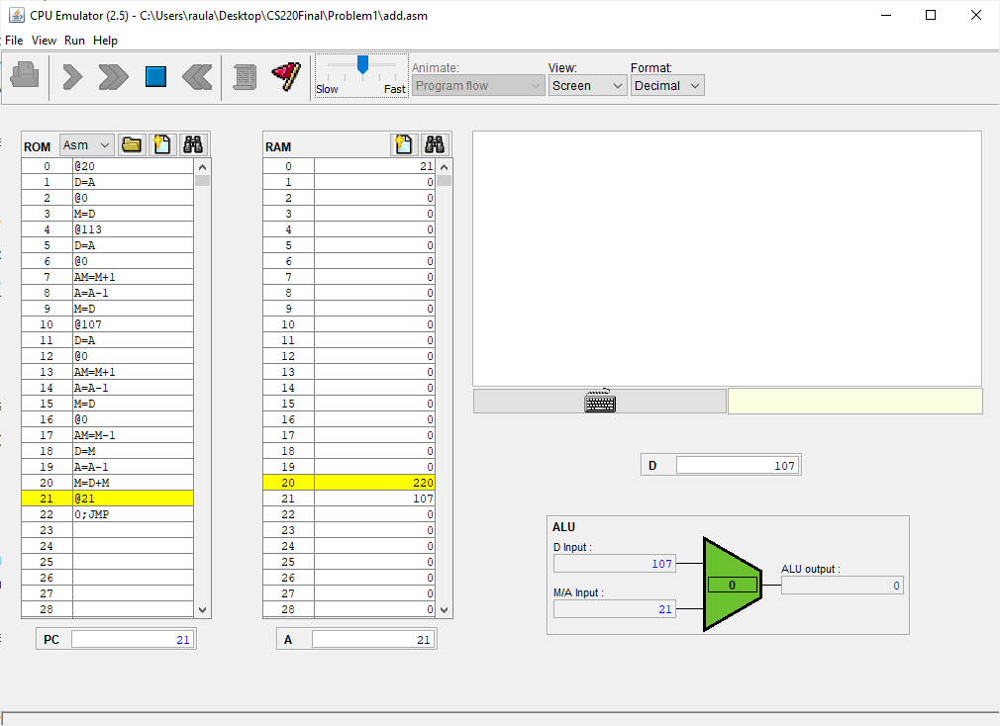 CPU Emulator (2.5) - C:\Users\raula\Desktop\CS220Final\Problem1\add.asm
File View Run Help
Slow Fast
Animate:
Program flow
View:
Screen
Format:
Decimal
ROM Asm
0 @20
1 D=A
2 @0
3 M=D
4 @113
5 D=A
6 @0
7 AM=M+1
8 A=A-1
9 M=D
10 @107
11 D=A
12 @0
13 AM=M+1
14 A=A-1
15 M=D
16 @0
17 AM=M-1
18 D=M
19 A=A-1
20 M=D+M
21 @21
22 0;JMP
23
24
25
26
27
28
PC 21
RAM
0 21
1 0
2 0
3 0
4 0
5 0
6 0
7 0
8 0
9 0
10 0
11 0
12 0
13 0
14 0
15 0
16 0
17 0
18 0
19 0
20 220
21 107
22 0
23 0
24 0
25 0
26 0
27 0
28 0
A 21
D 107
ALU
D Input :
107
M/A Input :
21
0
ALU output :
0